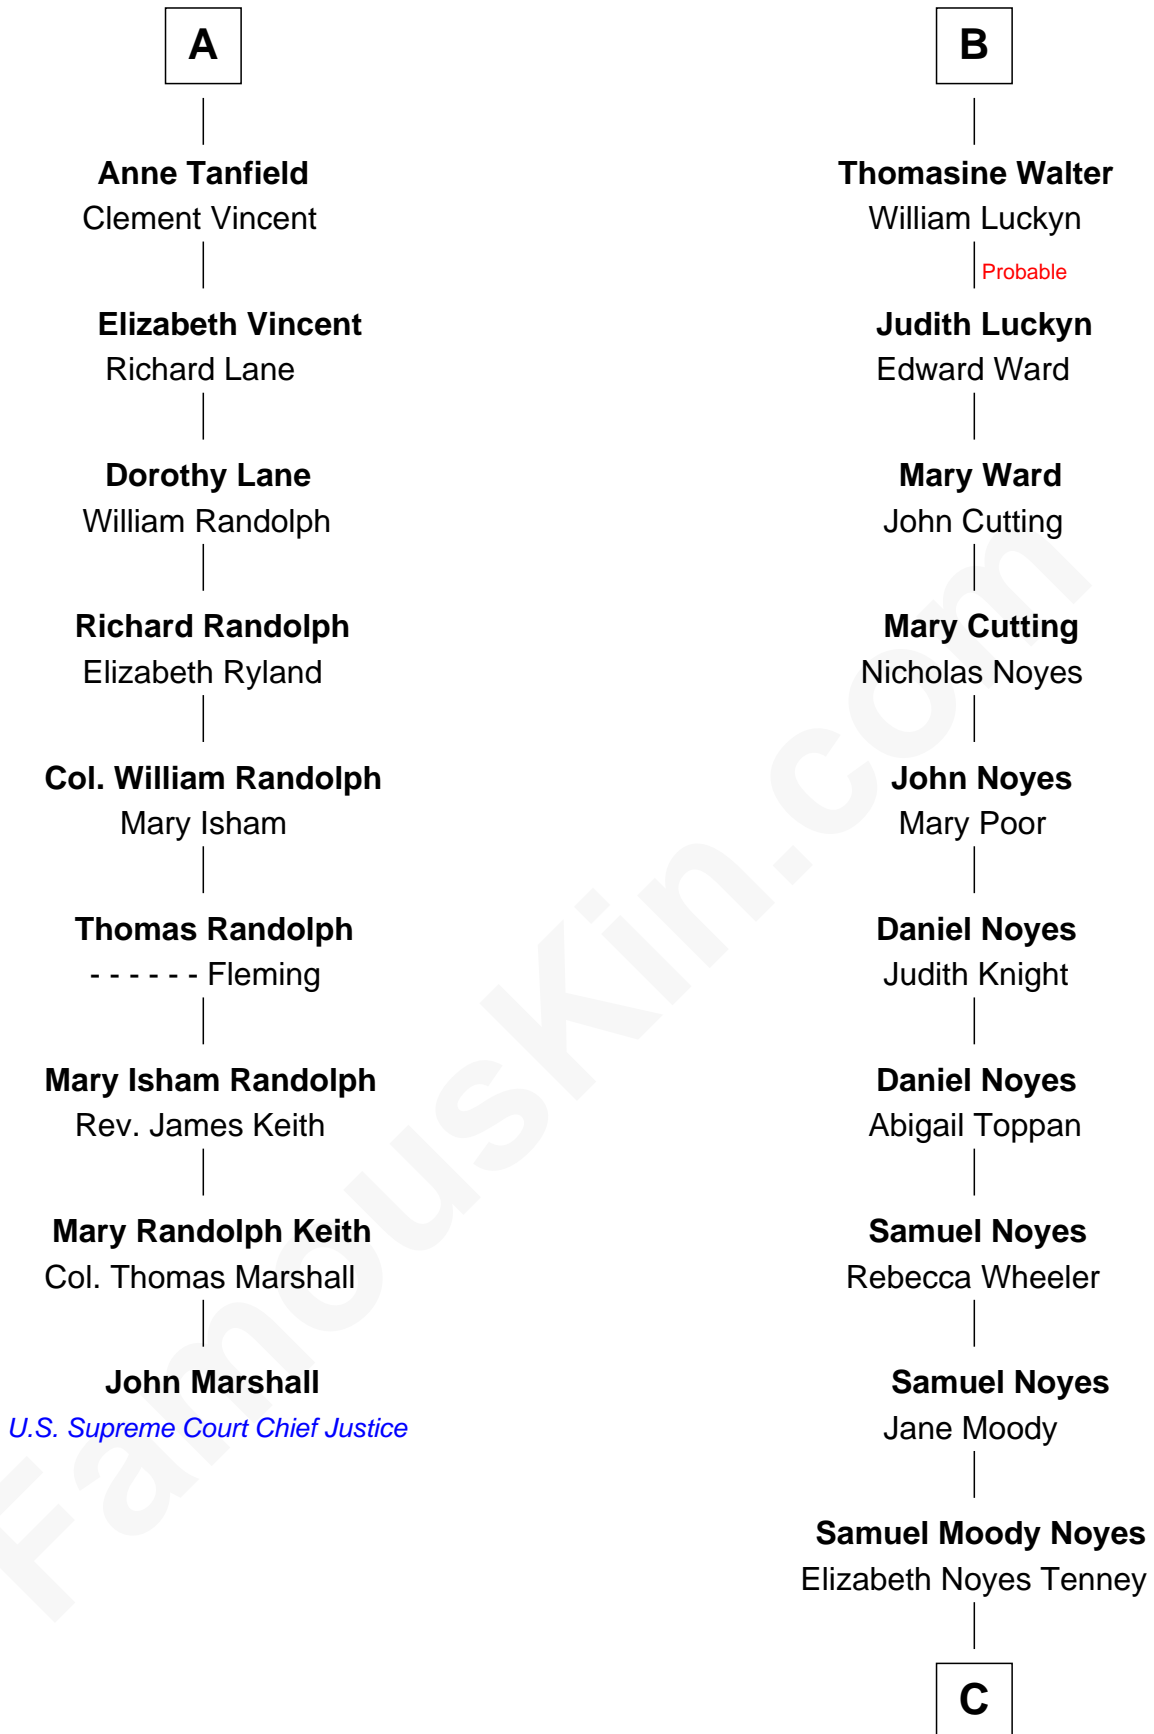 A
Anne Tanfield
Clement Vincent
Elizabeth Vincent
Richard Lane
Dorothy Lane
William Randolph
Richard Randolph
Elizabeth Ryland
Col. William Randolph
Mary Isham
Thomas Randolph
- - - - - - Fleming
Mary Isham Randolph
Rev. James Keith
Mary Randolph Keith
Col. Thomas Marshall
John Marshall
U.S. Supreme Court Chief Justice
B
Thomasine Walter
William Luckyn
Probable
Judith Luckyn
Edward Ward
Mary Ward
John Cutting
Mary Cutting
Nicholas Noyes
John Noyes
Mary Poor
Daniel Noyes
Judith Knight
Daniel Noyes
Abigail Toppan
Samuel Noyes
Rebecca Wheeler
Samuel Noyes
Jane Moody
Samuel Moody Noyes
Elizabeth Noyes Tenney
C
FamousKin.com